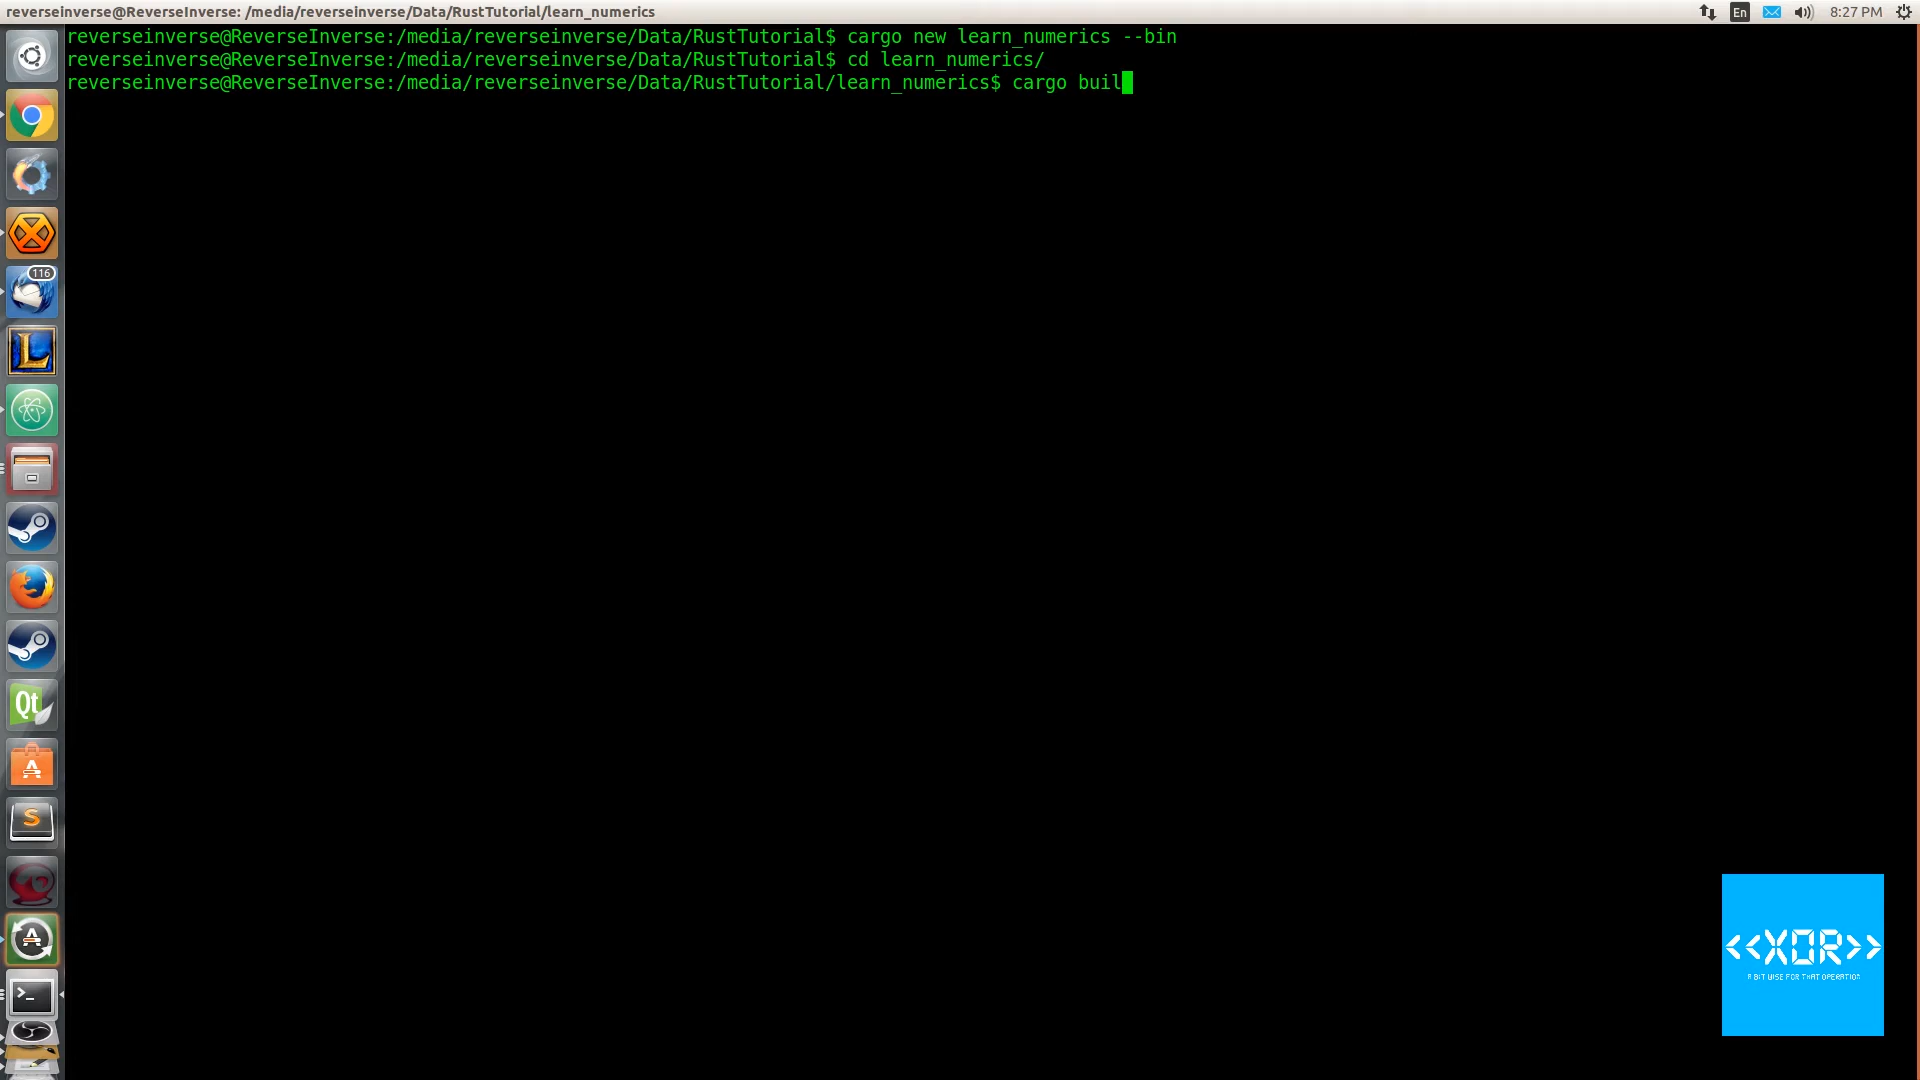 reverseinverse@ReverseInverse: /media/reverseinverse/Data/RustTutorial/learn_numerics
En
8:27 PM
reverseinverse@ReverseInverse:/media/reverseinverse/Data/RustTutorial$ cargo new learn_numerics --bin
reverseinverse@ReverseInverse:/media/reverseinverse/Data/RustTutorial$ cd learn_numerics/
reverseinverse@ReverseInverse:/media/reverseinverse/Data/RustTutorial/learn_numerics$ cargo buil
116
L
Qt
A
S
A
>_
<<XOR>>
A BIT WISE FOR THAT OPERATION